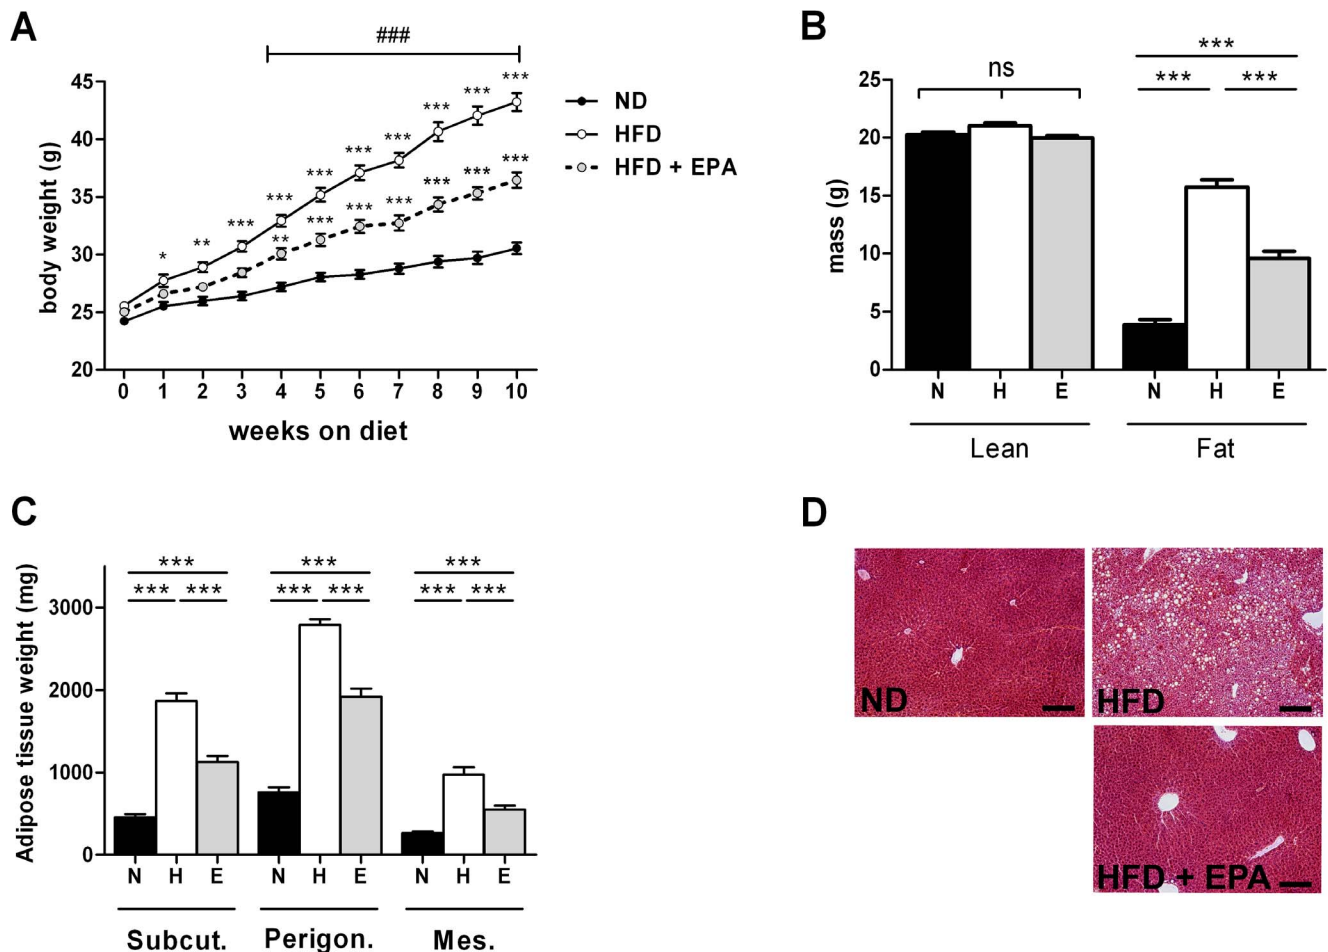 A
###
45
40
35
30
25
20
body weight (g)
* ** *** *** *** *** *** *** *** ***
** *** *** *** *** *** ***
0 1 2 3 4 5 6 7 8 9 10
weeks on diet
ND
HFD
HFD + EPA
B
***
*** ***
ns
25
20
15
10
5
0
mass (g)
N H E N H E
Lean Fat
C
*** *** ***
*** *** *** *** *** ***
3000
2000
1000
0
Adipose tissue weight (mg)
N H E N H E N H E
Subcut. Perigon. Mes.
D
ND
HFD
HFD + EPA